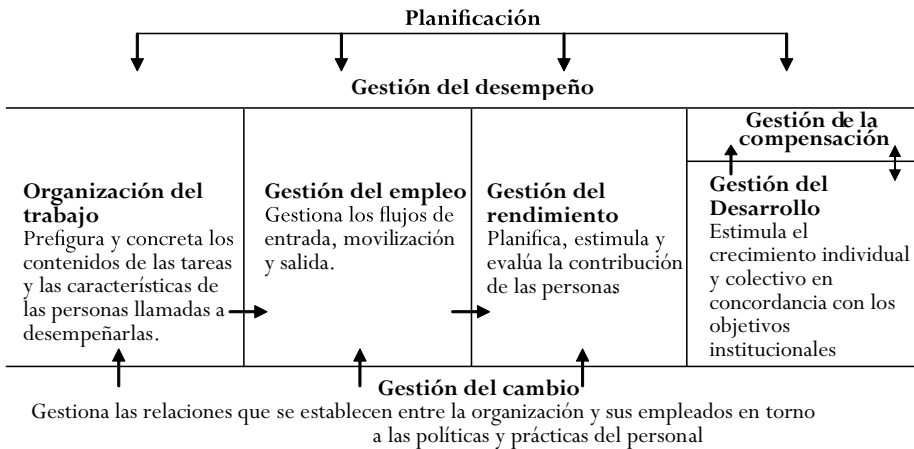 Planificación
Gestión del desempeño
Organización del
trabajo
Prefigura y concreta los
contenidos de las tareas
y las características de
las personas llamadas a
desempeñarlas.
Gestión del empleo
Gestiona los flujos de
entrada, movilización
y salida.
Gestión del
rendimiento
Planifica, estimula y
evalúa la contribución
de las personas
Gestión de la
compensación
Gestión del
Desarrollo
Estimula el
crecimiento individual
y colectivo en
concordancia con los
objetivos
institucionales
Gestión del cambio
Gestiona las relaciones que se establecen entre la organización y sus empleados en torno
a las políticas y prácticas del personal